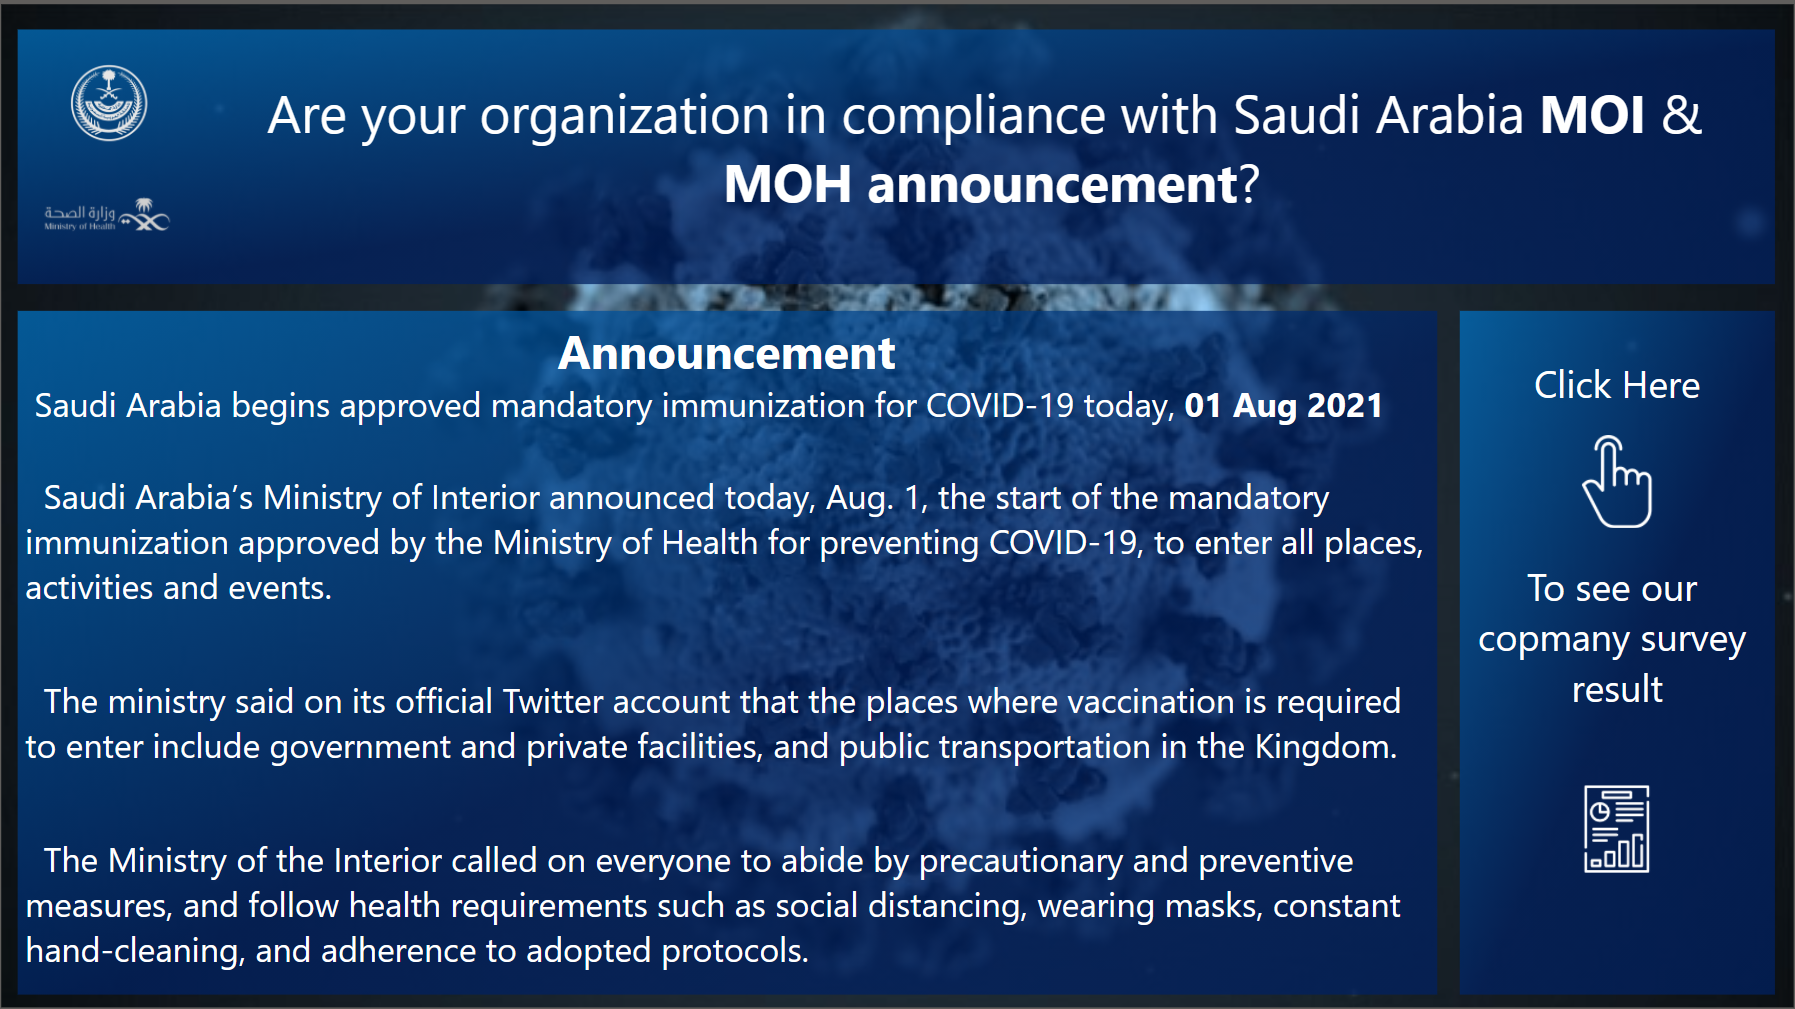 Are your organization in compliance with Saudi Arabia MOI &
MOH announcement?
وزارة الصحة
Ministry of Health
Announcement
Saudi Arabia begins approved mandatory immunization for COVID-19 today, 01 Aug 2021
Saudi Arabia’s Ministry of Interior announced today, Aug. 1, the start of the mandatory
immunization approved by the Ministry of Health for preventing COVID-19, to enter all places,
activities and events.
The ministry said on its official Twitter account that the places where vaccination is required
to enter include government and private facilities, and public transportation in the Kingdom.
The Ministry of the Interior called on everyone to abide by precautionary and preventive
measures, and follow health requirements such as social distancing, wearing masks, constant
hand-cleaning, and adherence to adopted protocols.
Click Here
To see our
copmany survey
result